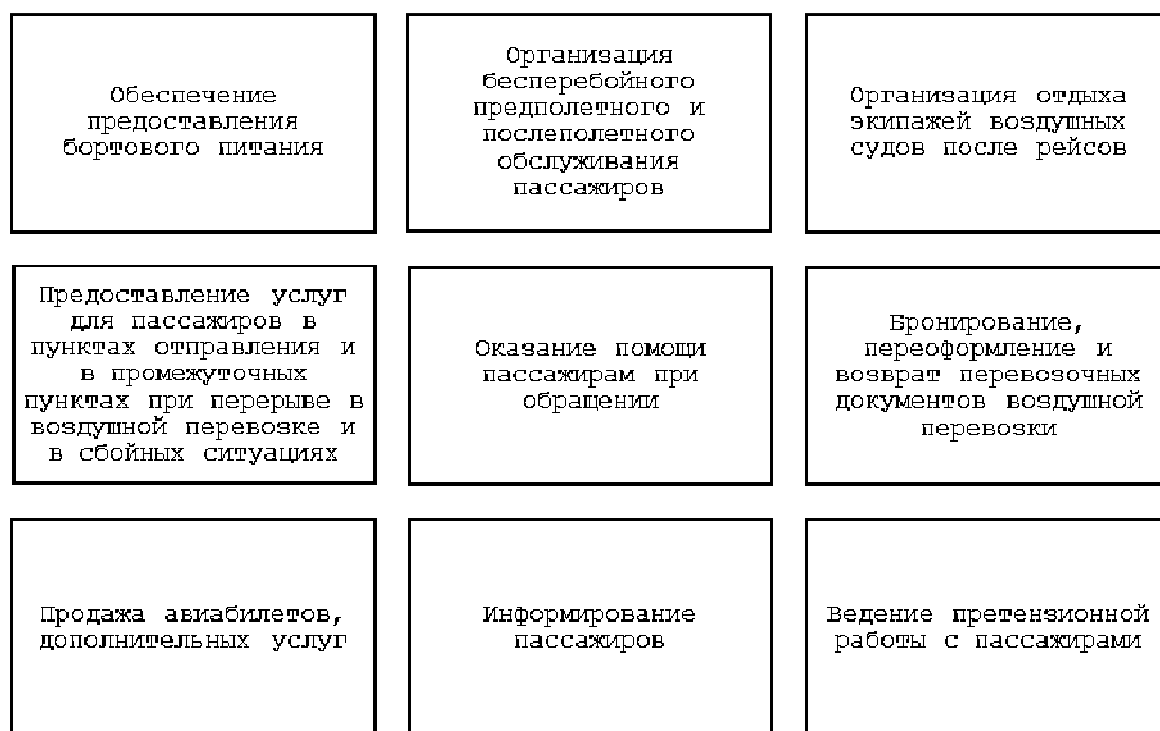 Обеспечение
предоставления
бортового питания
Организация
бесперебойного
предполетного и
послеполетного
обслуживания
пассажиров
Организация отдыха
экипажей воздушных
судов после рейсов
Предоставление услуг
для пассажиров в
пунктах отправления и
в промежуточных
пунктах при перерыве в
воздушной перевозке и
в сбойных ситуациях
Оказание помощи
пассажирам при
обращении
Бронирование,
переоформление и
возврат перевозочных
документов воздушной
перевозки
Продажа авиабилетов,
дополнительных услуг
Информирование
пассажиров
Ведение претензионной
работы с пассажирами